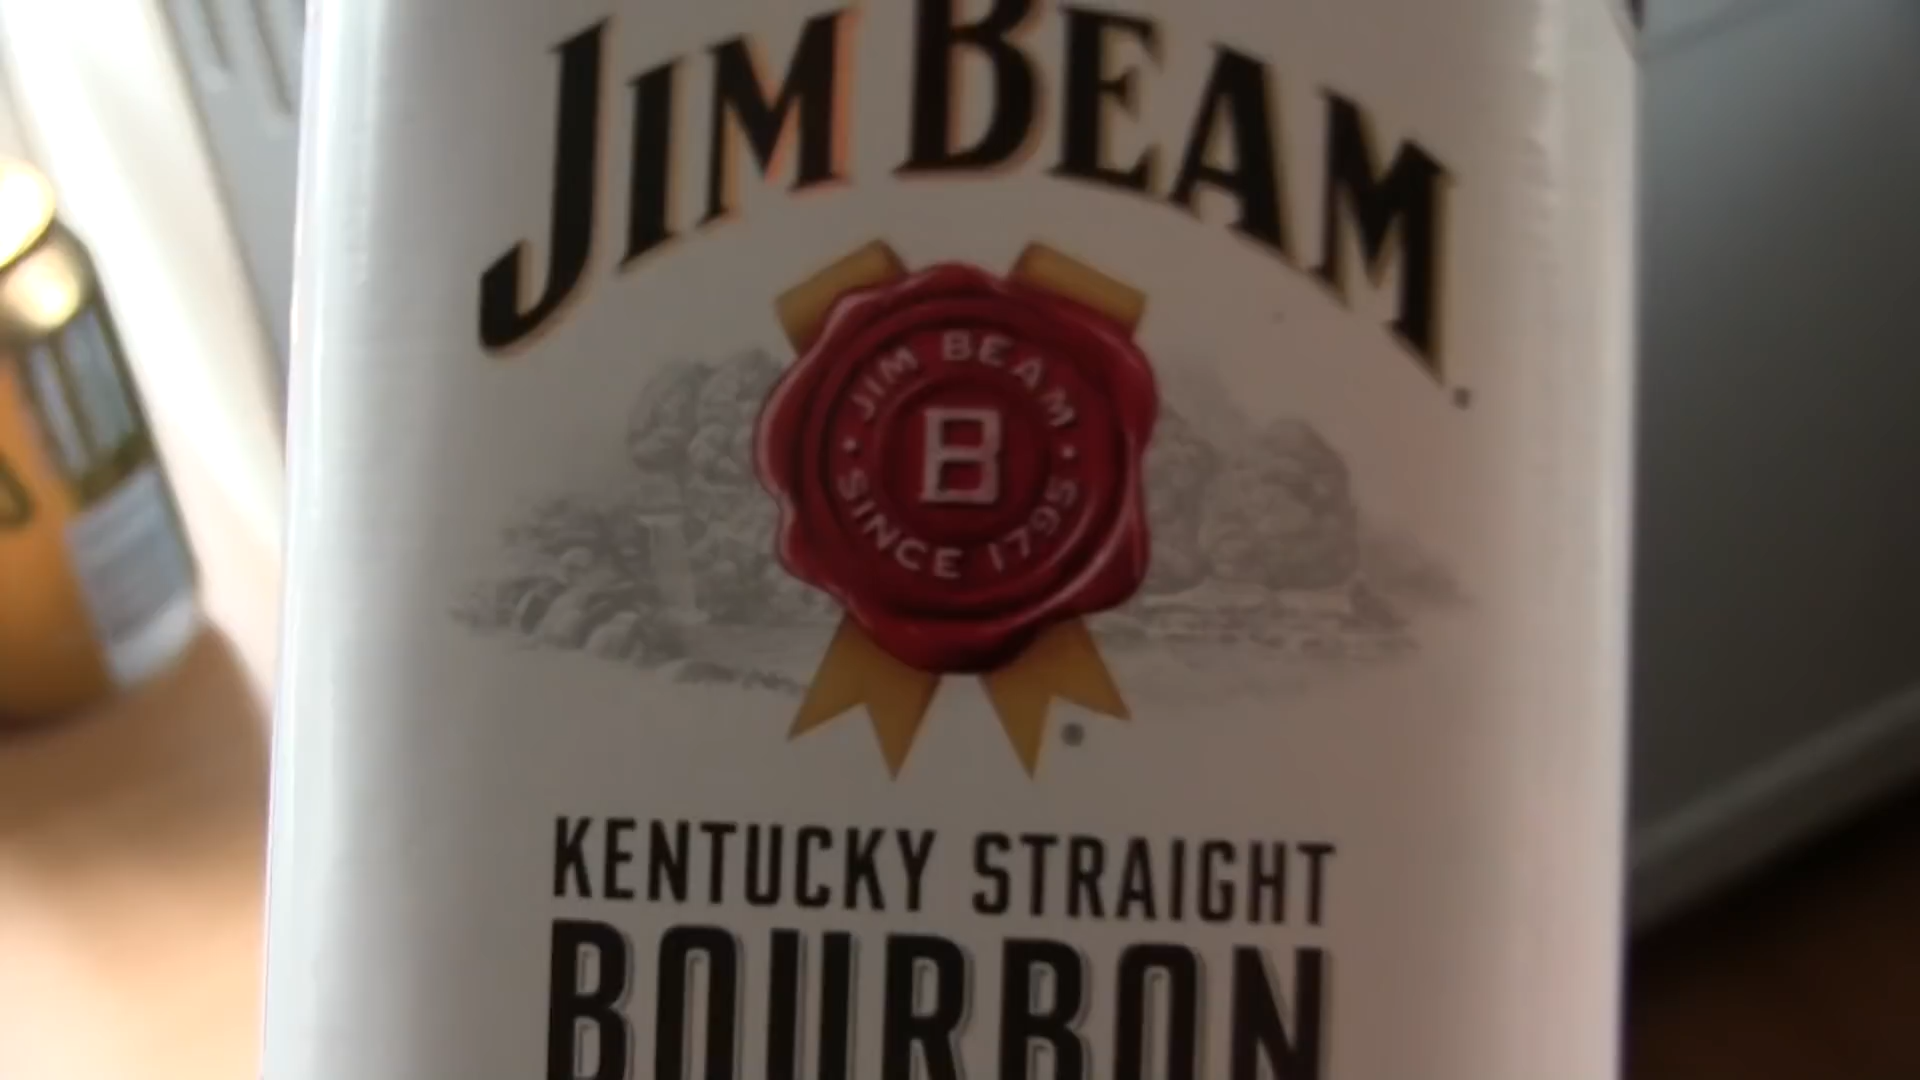 JIM BEAM
JIM BEAM
B
SINCE 1795
®
KENTUCKY STRAIGHT
BOURBON